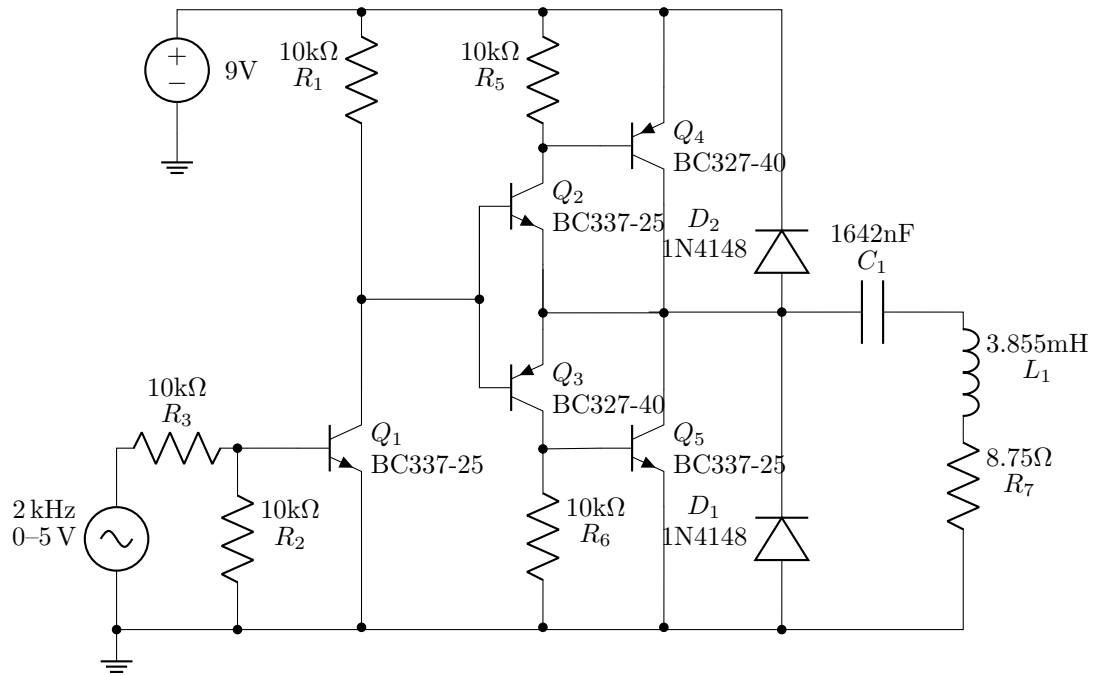 10kΩ
R1
10kΩ
R5
+
−
9V
Q4
BC327-40
Q2
BC337-25
D2
1N4148
1642nF
C1
3.855mH
L1
Q3
BC327-40
10kΩ
R3
Q1
BC337-25
Q5
BC337-25
8.75Ω
R7
2 kHz
0–5 V
10kΩ
R2
10kΩ
R6
D1
1N4148